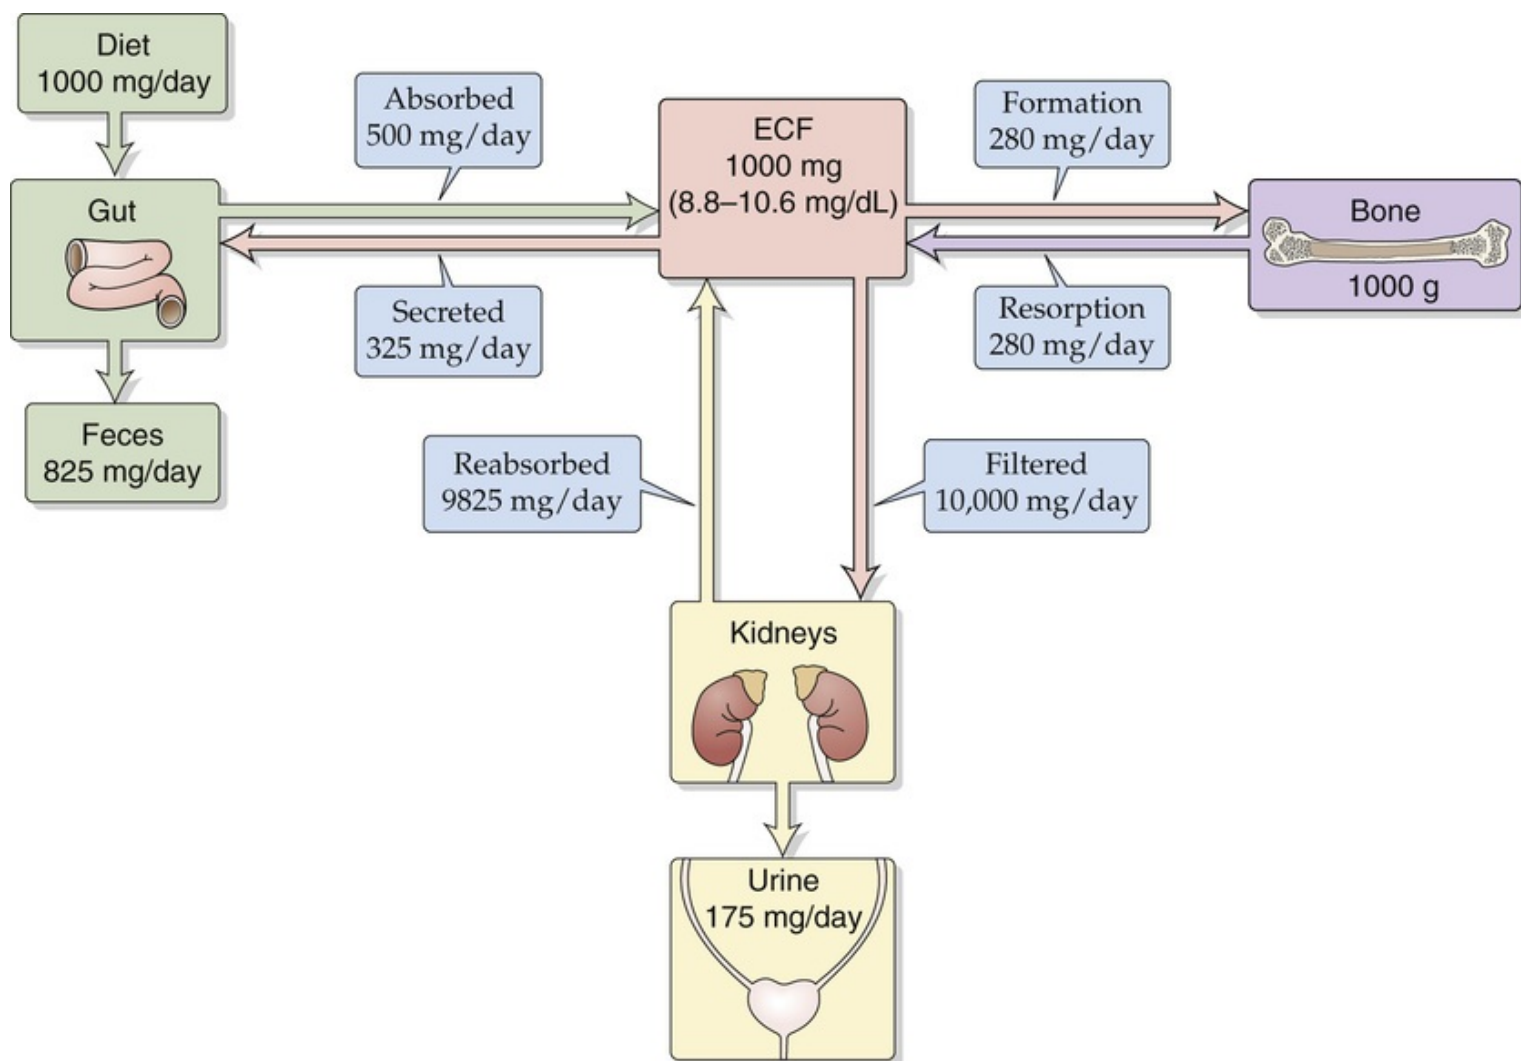 Diet
1000 mg/day
Absorbed
500 mg/day
ECF
1000 mg
(8.8–10.6 mg/dL)
Formation
280 mg/day
Gut
Bone
1000 g
Secreted
325 mg/day
Resorption
280 mg/day
Feces
825 mg/day
Reabsorbed
9825 mg/day
Filtered
10,000 mg/day
Kidneys
Urine
175 mg/day